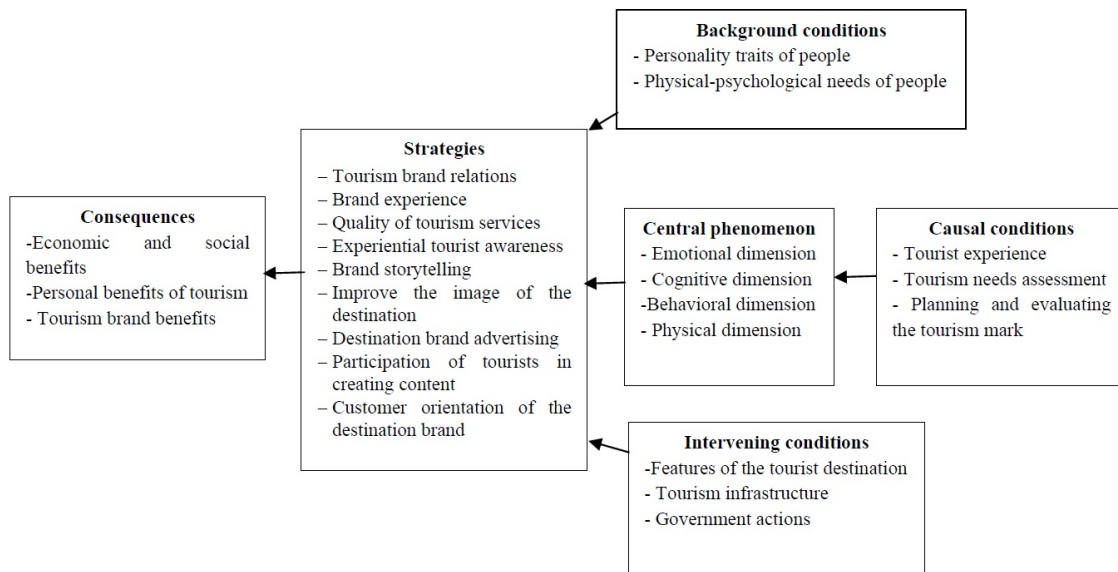 Background conditions
- Personality traits of people
- Physical-psychological needs of people
Strategies
– Tourism brand relations
– Brand experience
– Quality of tourism services
– Experiential tourist awareness
– Brand storytelling
– Improve the image of the
destination
– Destination brand advertising
– Participation of tourists in
creating content
– Customer orientation of the
destination brand
Consequences
-Economic and social
benefits
-Personal benefits of tourism
- Tourism brand benefits
Central phenomenon
- Emotional dimension
- Cognitive dimension
-Behavioral dimension
- Physical dimension
Causal conditions
- Tourist experience
- Tourism needs assessment
- Planning and evaluating
the tourism mark
Intervening conditions
-Features of the tourist destination
- Tourism infrastructure
- Government actions